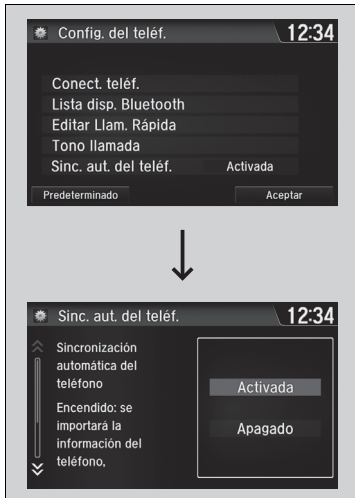 Config. del teléf.
12:34
Conect. teléf.
Lista disp. Bluetooth
Editar Llam. Rápida
Tono llamada
Sinc. aut. del teléf. Activada
Predeterminado Aceptar
Sinc. aut. del teléf.
12:34
Sincronización
automática del
teléfono
Encendido: se
importará la
información del
teléfono,
Activada
Apagado